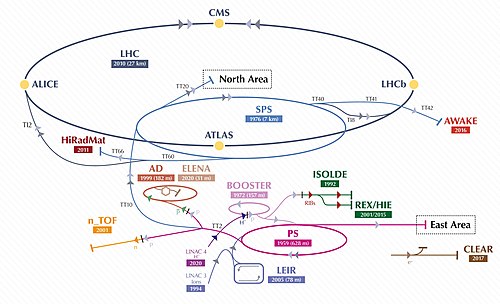 CMS
LHC
2010 (27 km)
TT20
North Area
ALICE
LHCb
TT40
TT41
SPS
1976 (7 km)
TI8
TT42
TI2
AWAKE
2016
HiRadMat
2011
ATLAS
TT66
TT60
AD
1999 (182 m)
ELENA
2020 (31 m)
ISOLDE
1992
BOOSTER
1972 (157 m)
RIBs
REX/HIE
2001/2015
TT10
p
n_TOF
2001
TT2
H-
East Area
n
p
PS
1959 (628 m)
LINAC 4
2020
CLEAR
2017
e-
LINAC 3
Ions
1994
LEIR
2005 (78 m)